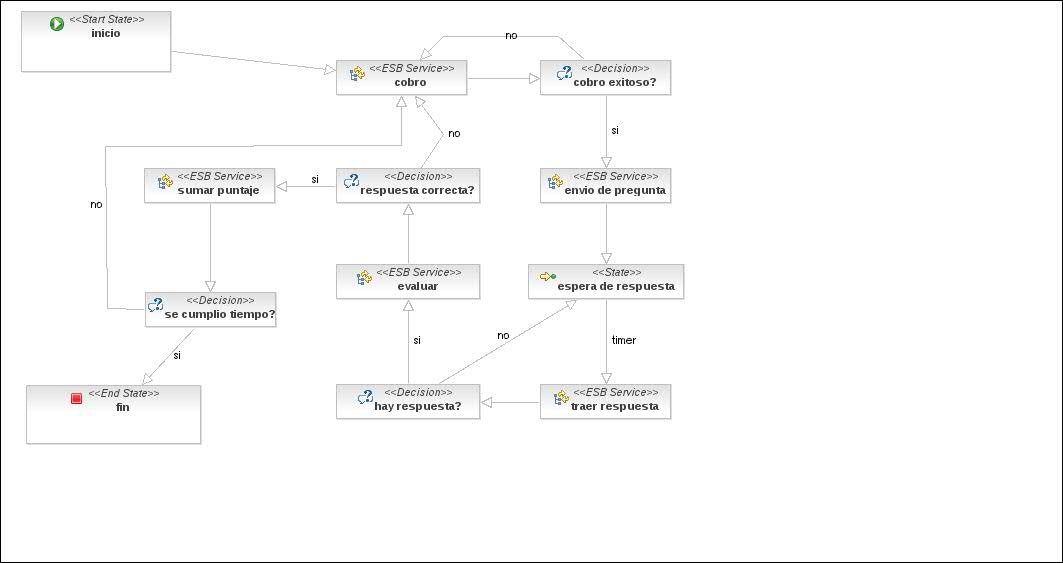 <<Start State>>
inicio
no
<<ESB Service>>
cobro
<<Decision>>
cobro exitoso?
si
no
<<ESB Service>>
sumar puntaje
si
<<Decision>>
respuesta correcta?
<<ESB Service>>
envio de pregunta
no
<<ESB Service>>
evaluar
<<State>>
espera de respuesta
<<Decision>>
se cumplio tiempo?
si
no
si
timer
<<End State>>
fin
<<Decision>>
hay respuesta?
<<ESB Service>>
traer respuesta